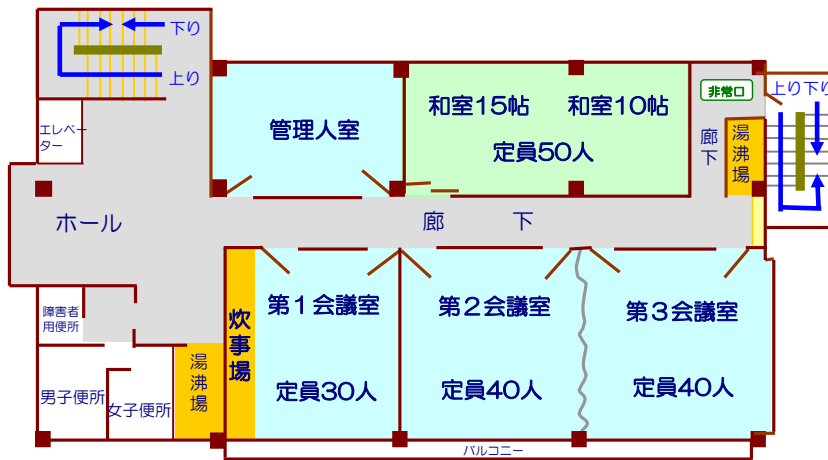 下り
上り
非常口
上り下り
和室15帖
和室10帖
管理人室
定員50人
エレベー
ター
廊
下
湯
沸
場
ホール
廊
下
第1会議室
第2会議室
第3会議室
障害者
用便所
炊
事
場
湯
沸
場
定員30人
定員40人
定員40人
男子便所
女子便所
バルコニー